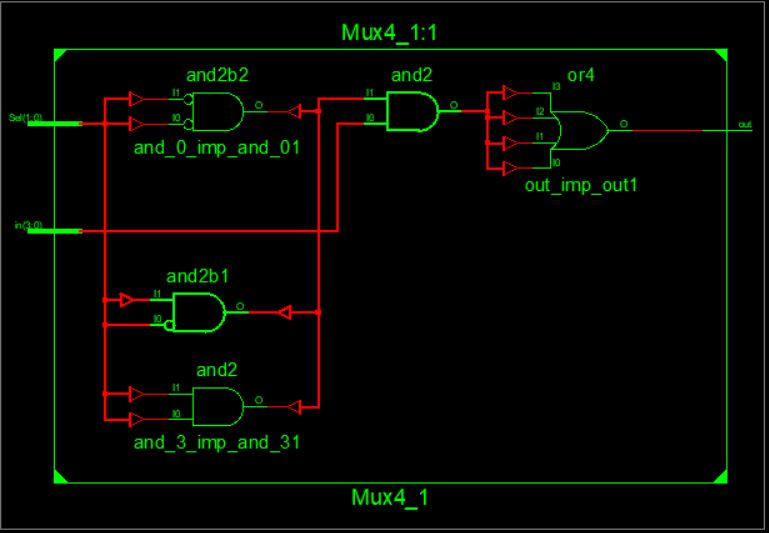 Mux4_1:1
and2b2
and2
or4
Sel(1:0)
I1
I0
O
I1
I0
O
I3
I2
I1
I0
O
out
and_0_imp_and_01
out_imp_out1
in(3:0)
and2b1
I1
I0
O
and2
I1
I0
O
and_3_imp_and_31
Mux4_1